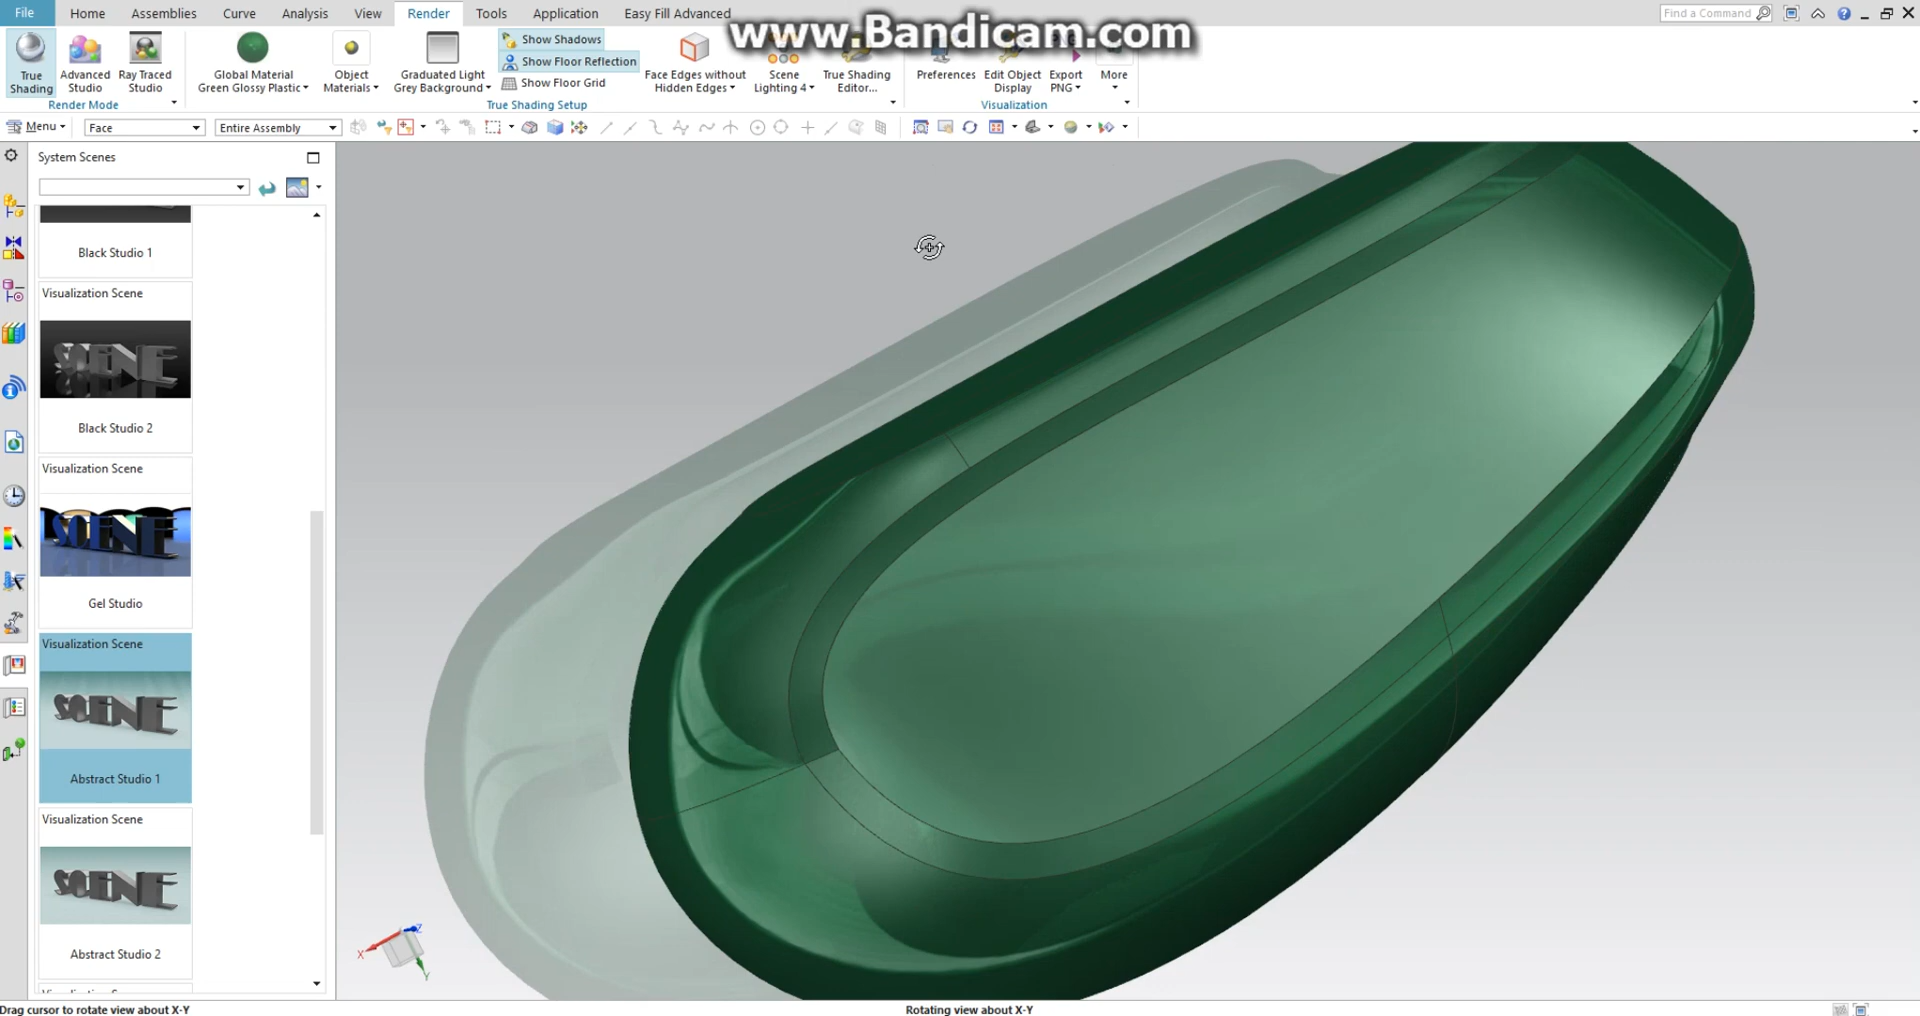 File Home Assemblies Curve Analysis View Render Tools Application Easy Fill Advanced
Find a Command
www.Bandicam.com
True Shading
Advanced Studio
Ray Traced Studio
Render Mode
Global Material Green Glossy Plastic
Object Materials
Graduated Light Grey Background
Show Shadows
Show Floor Reflection
Show Floor Grid
Face Edges without Hidden Edges
Scene Lighting 4
True Shading Editor...
True Shading Setup
Preferences
Edit Object Display
Export PNG
More
Visualization
Menu
Face
Entire Assembly
System Scenes
Black Studio 1
Visualization Scene
SCENE
Black Studio 2
Visualization Scene
SCENE
Gel Studio
Visualization Scene
SCENE
Abstract Studio 1
Visualization Scene
SCENE
Abstract Studio 2
X
Z
Y
Drag cursor to rotate view about X-Y
Rotating view about X-Y